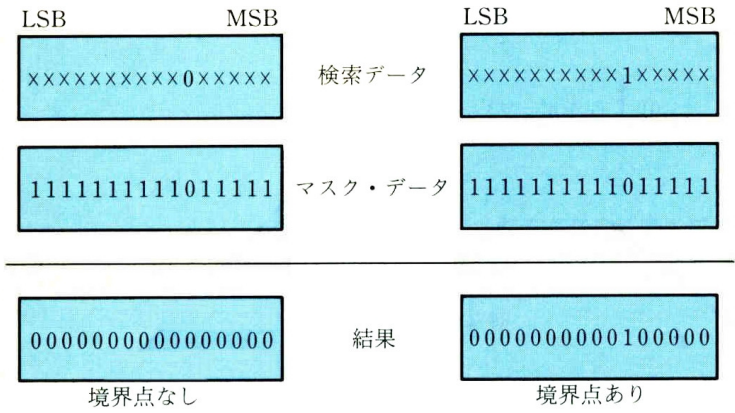 LSB MSB LSB MSB
××××××××××0××××× 検索データ ××××××××××1×××××
1111111111011111 マスク・データ 1111111111011111
0000000000000000 結果 0000000000100000
境界点なし 境界点あり